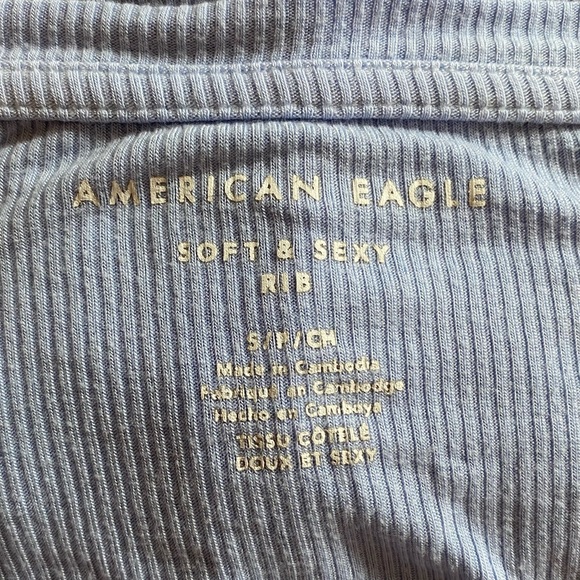 AMERICAN EAGLE
SOFT & SEXY
RIB
S/P/CH
Made in Cambodia
Fabriqué en Cambodge
Hecho en Camboya
TISSU CÔTELÉ
DOUX ET SEXY